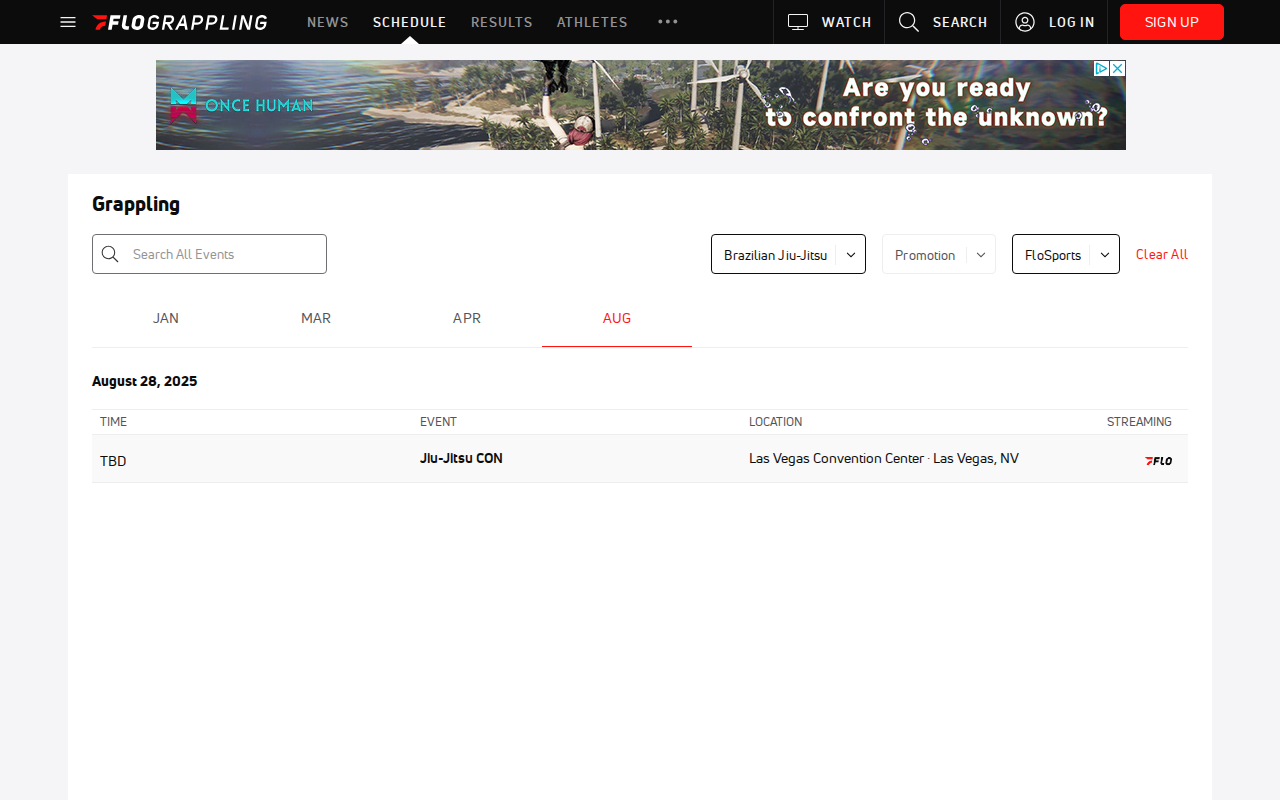 FLOGRAPPLING NEWS SCHEDULE RESULTS ATHLETES WATCH SEARCH LOG IN SIGN UP
ONCE HUMAN
Are you ready
to confront the unknown?
Grappling
Search All Events
Brazilian Jiu-Jitsu
Promotion
FloSports
Clear All
JAN MAR APR AUG
August 28, 2025
TIME EVENT LOCATION STREAMING
TBD Jiu-Jitsu CON Las Vegas Convention Center · Las Vegas, NV FLO